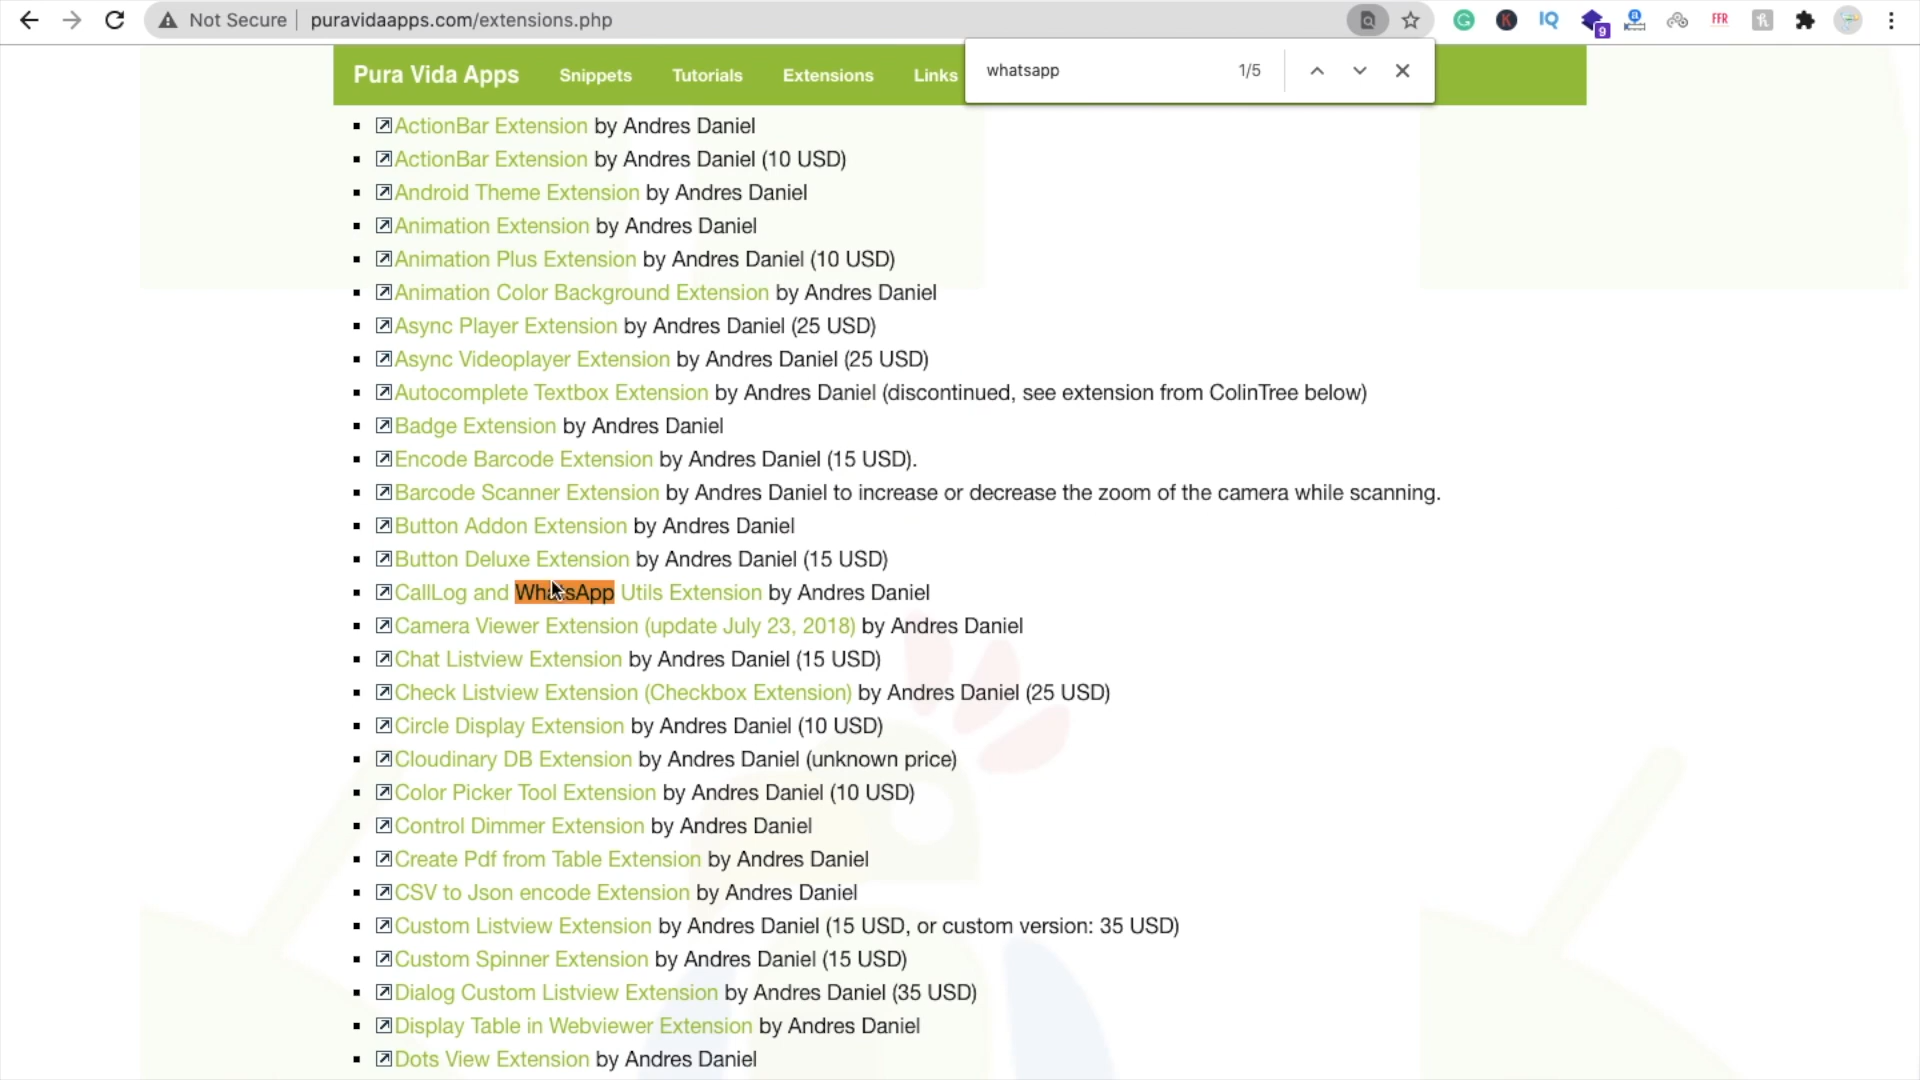 Not Secure puravidaapps.com/extensions.php
IQ
9
a
FFR
whatsapp 1/5
Pura Vida Apps Snippets Tutorials Extensions Links
ActionBar Extension by Andres Daniel
ActionBar Extension by Andres Daniel (10 USD)
Android Theme Extension by Andres Daniel
Animation Extension by Andres Daniel
Animation Plus Extension by Andres Daniel (10 USD)
Animation Color Background Extension by Andres Daniel
Async Player Extension by Andres Daniel (25 USD)
Async Videoplayer Extension by Andres Daniel (25 USD)
Autocomplete Textbox Extension by Andres Daniel (discontinued, see extension from ColinTree below)
Badge Extension by Andres Daniel
Encode Barcode Extension by Andres Daniel (15 USD).
Barcode Scanner Extension by Andres Daniel to increase or decrease the zoom of the camera while scanning.
Button Addon Extension by Andres Daniel
Button Deluxe Extension by Andres Daniel (15 USD)
CallLog and WhatsApp Utils Extension by Andres Daniel
Camera Viewer Extension (update July 23, 2018) by Andres Daniel
Chat Listview Extension by Andres Daniel (15 USD)
Check Listview Extension (Checkbox Extension) by Andres Daniel (25 USD)
Circle Display Extension by Andres Daniel (10 USD)
Cloudinary DB Extension by Andres Daniel (unknown price)
Color Picker Tool Extension by Andres Daniel (10 USD)
Control Dimmer Extension by Andres Daniel
Create Pdf from Table Extension by Andres Daniel
CSV to Json encode Extension by Andres Daniel
Custom Listview Extension by Andres Daniel (15 USD, or custom version: 35 USD)
Custom Spinner Extension by Andres Daniel (15 USD)
Dialog Custom Listview Extension by Andres Daniel (35 USD)
Display Table in Webviewer Extension by Andres Daniel
Dots View Extension by Andres Daniel